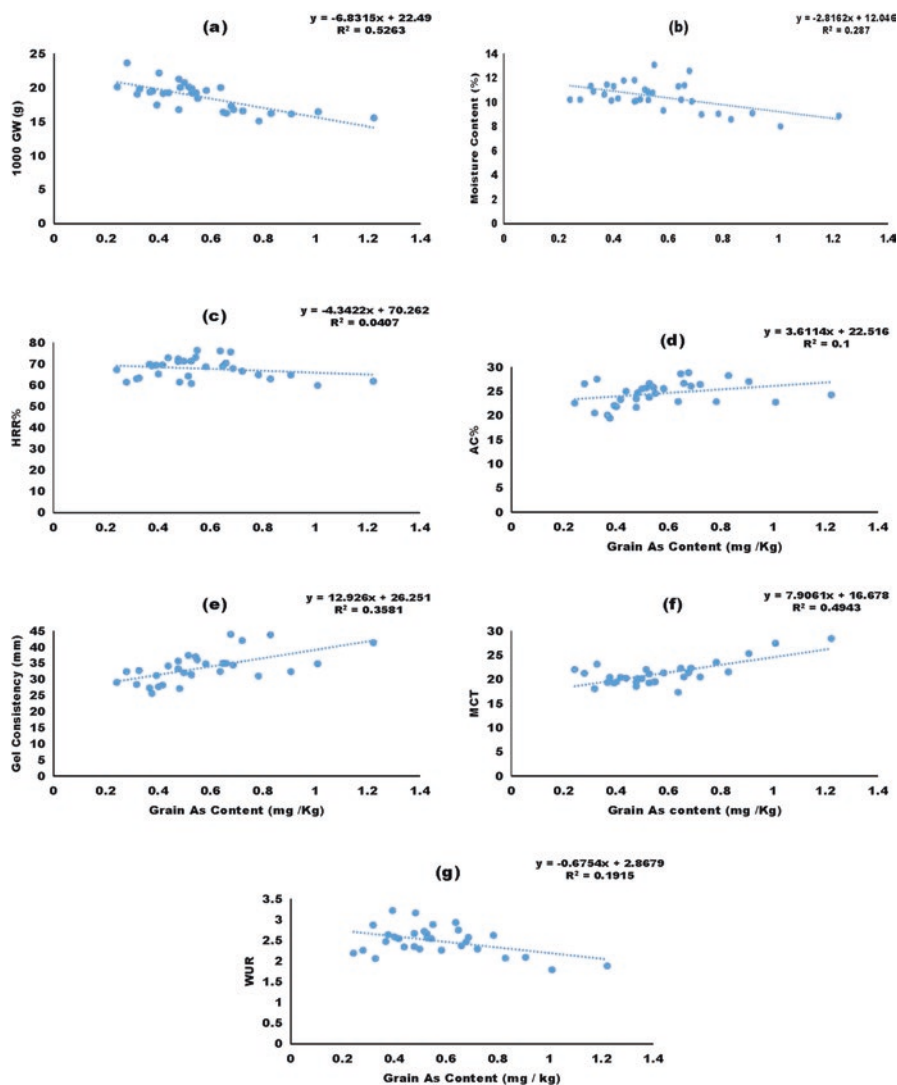 (a)
y = -6.8315x + 22.49
R² = 0.5263
1000 GW (g)
25
20
15
10
5
0
0 0.2 0.4 0.6 0.8 1 1.2 1.4
(b)
y = -2.8162x + 12.046
R² = 0.287
Moisture Content (%)
14
12
10
8
6
4
2
0
0 0.2 0.4 0.6 0.8 1 1.2 1.4
(c)
y = -4.3422x + 70.262
R² = 0.0407
HRR%
80
70
60
50
40
30
20
10
0
0 0.2 0.4 0.6 0.8 1 1.2 1.4
(d)
y = 3.6114x + 22.516
R² = 0.1
AC%
30
25
20
15
10
5
0
0 0.2 0.4 0.6 0.8 1 1.2 1.4
Grain As Content (mg /Kg)
(e)
y = 12.926x + 26.251
R² = 0.3581
Gel Consistency (mm)
45
40
35
30
25
20
15
10
5
0
0 0.2 0.4 0.6 0.8 1 1.2 1.4
Grain As Content (mg /Kg)
(f)
y = 7.9061x + 16.678
R² = 0.4943
MCT
30
25
20
15
10
5
0
0 0.2 0.4 0.6 0.8 1 1.2 1.4
Grain As content (mg /Kg)
(g)
y = -0.6754x + 2.8679
R² = 0.1915
WUR
3.5
3
2.5
2
1.5
1
0.5
0
0 0.2 0.4 0.6 0.8 1 1.2 1.4
Grain As Content (mg / kg)